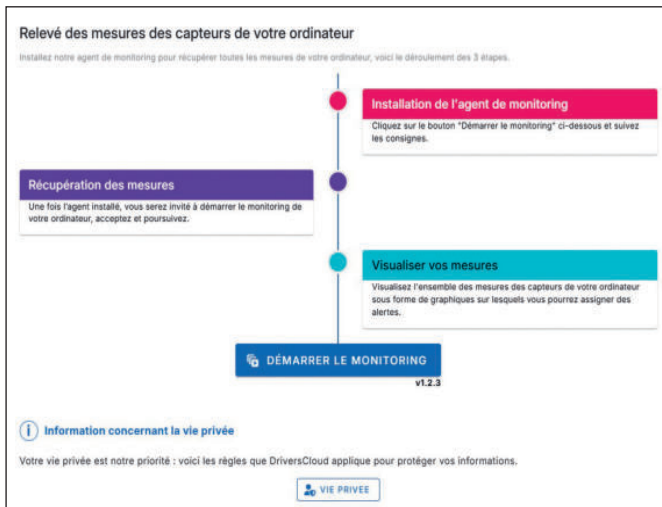 Relevé des mesures des capteurs de votre ordinateur
Installez notre agent de monitoring pour récupérer toutes les mesures de votre ordinateur, voici le déroulement des 3 étapes.
Installation de l'agent de monitoring
Cliquez sur le bouton "Démarrer le monitoring" ci-dessous et suivez
les consignes.
Récupération des mesures
Une fois l'agent installé, vous serez invité à démarrer le monitoring de
votre ordinateur, acceptez et poursuivez.
Visualiser vos mesures
Visualisez l'ensemble des mesures des capteurs de votre ordinateur
sous forme de graphiques sur lesquels vous pourrez assigner des
alertes.
DÉMARRER LE MONITORING
v1.2.3
Information concernant la vie privée
Votre vie privée est notre priorité : voici les règles que DriversCloud applique pour protéger vos informations.
VIE PRIVEE